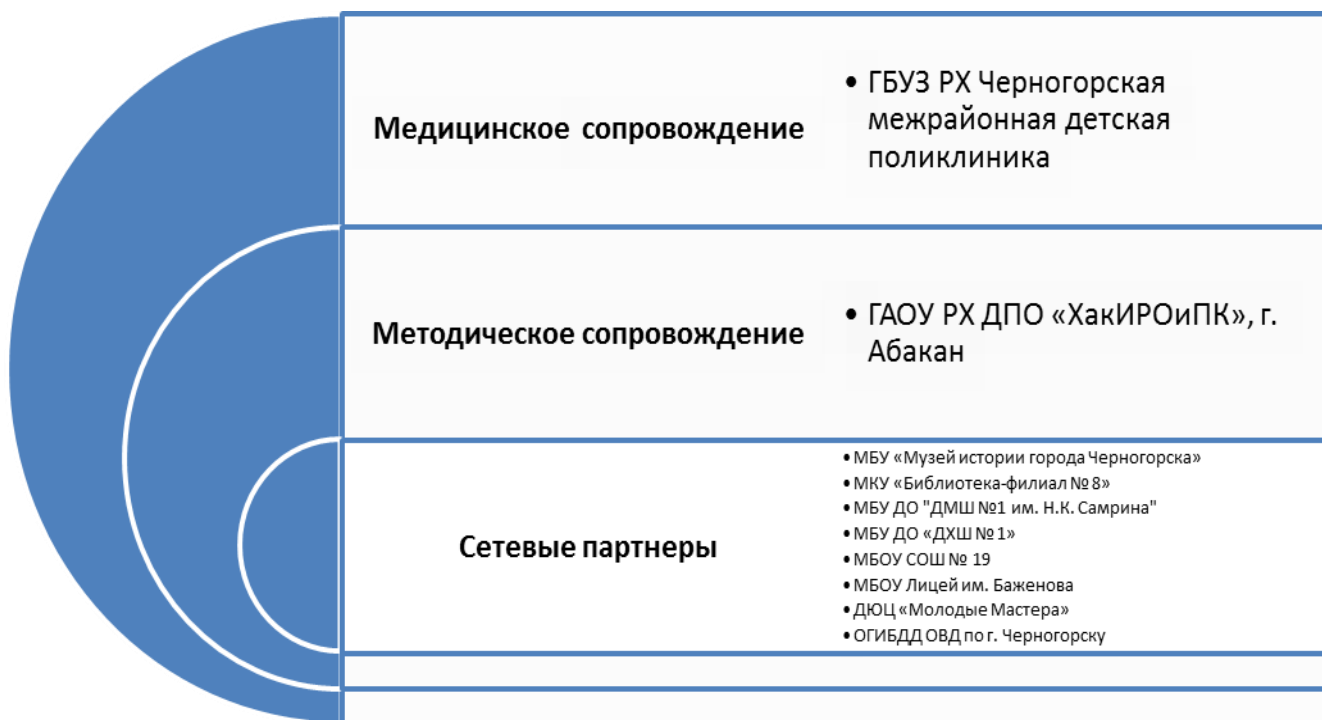 Медицинское сопровождение
• ГБУЗ РХ Черногорская
межрайонная детская
поликлиника
Методическое сопровождение
• ГАОУ РХ ДПО «ХакИРОиПК», г.
Абакан
Сетевые партнеры
• МБУ «Музей истории города Черногорска»
• МКУ «Библиотека-филиал № 8»
• МБУ ДО "ДМШ №1 им. Н.К. Самрина"
• МБУ ДО «ДХШ № 1»
• МБОУ СОШ № 19
• МБОУ Лицей им. Баженова
• ДЮЦ «Молодые Мастера»
• ОГИБДД ОВД по г. Черногорску